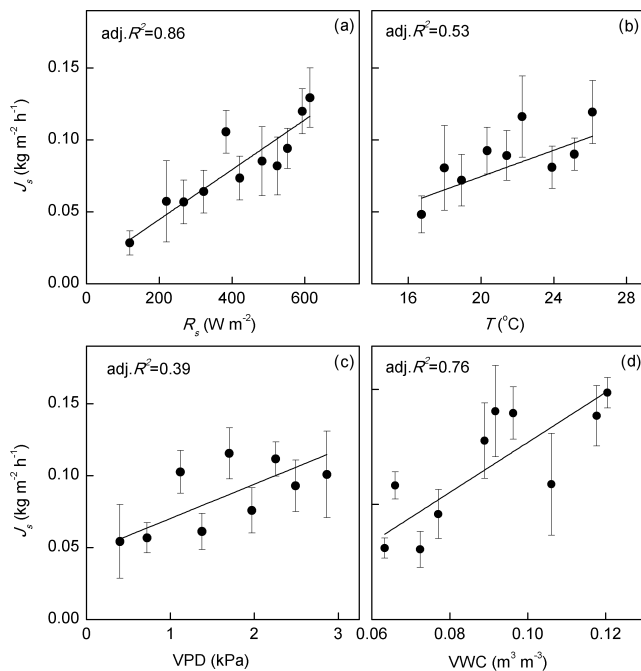 adj.R²=0.86
(a)
0.15
0.10
0.05
0.00
Jₛ (kg m⁻² h⁻¹)
0 200 400 600
Rₛ (W m⁻²)
adj.R²=0.53
(b)
16 20 24 28
T (°C)
adj.R²=0.39
(c)
0.15
0.10
0.05
0.00
Jₛ (kg m⁻² h⁻¹)
0 1 2 3
VPD (kPa)
adj.R²=0.76
(d)
0.06 0.08 0.10 0.12
VWC (m³ m⁻³)